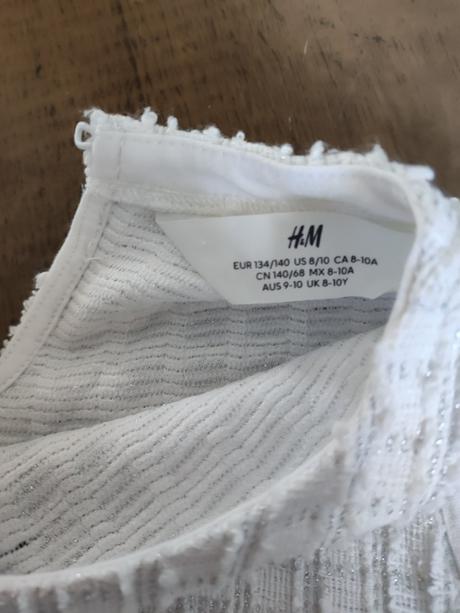 H&M
EUR 134/140 US 8/10 CA 8-10A
CN 140/68 MX 8-10A
AUS 9-10 UK 8-10Y